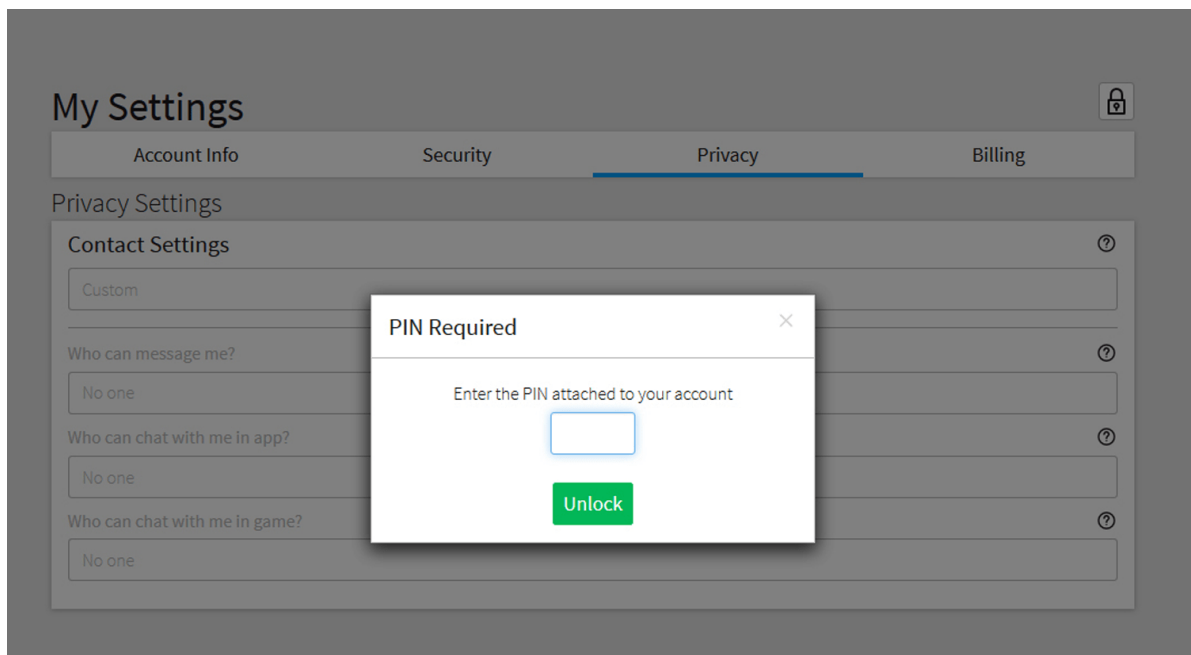 My Settings
Account Info Security Privacy Billing
Privacy Settings
Contact Settings
Custom
PIN Required
Who can message me?
No one
Enter the PIN attached to your account
Who can chat with me in app?
No one
Unlock
Who can chat with me in game?
No one